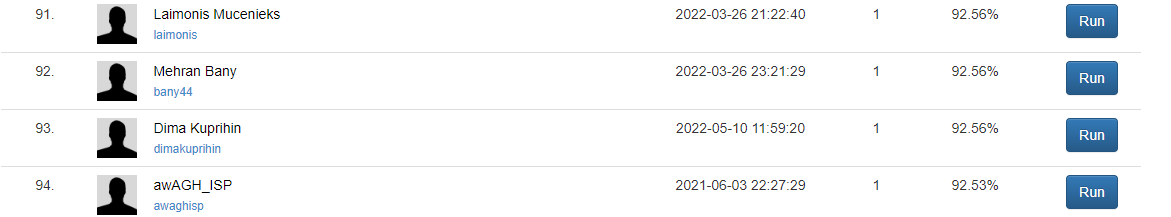 91. Laimonis Mucenieks 2022-03-26 21:22:40 1 92.56% Run
laimonis
92. Mehran Bany 2022-03-26 23:21:29 1 92.56% Run
bany44
93. Dima Kuprihin 2022-05-10 11:59:20 1 92.56% Run
dimakuprihin
94. awAGH_ISP 2021-06-03 22:27:29 1 92.53% Run
awaghisp